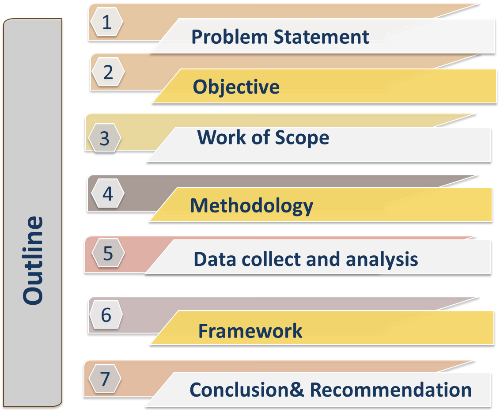 Outline
1
Problem Statement
2
Objective
3
Work of Scope
4
Methodology
5
Data collect and analysis
6
Framework
7
Conclusion& Recommendation